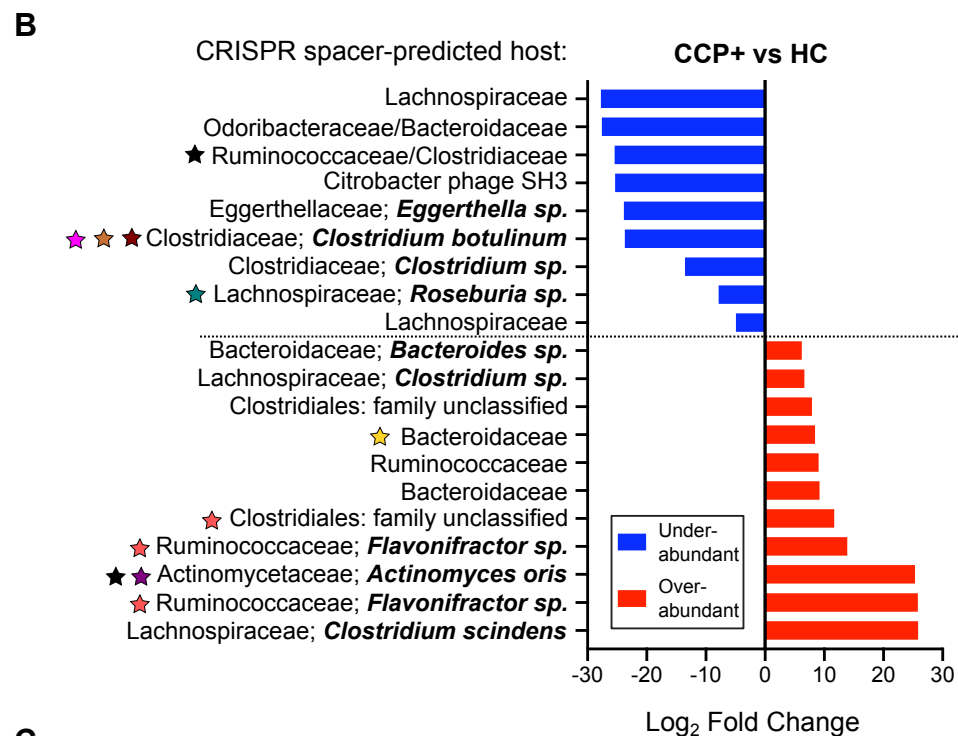 B
CRISPR spacer-predicted host:
CCP+ vs HC
Lachnospiraceae
Odoribacteraceae/Bacteroidaceae
Ruminococcaceae/Clostridiaceae
Citrobacter phage SH3
Eggerthellaceae; Eggerthella sp.
Clostridiaceae; Clostridium botulinum
Clostridiaceae; Clostridium sp.
Lachnospiraceae; Roseburia sp.
Lachnospiraceae
Bacteroidaceae; Bacteroides sp.
Lachnospiraceae; Clostridium sp.
Clostridiales: family unclassified
Bacteroidaceae
Ruminococcaceae
Bacteroidaceae
Clostridiales: family unclassified
Ruminococcaceae; Flavonifractor sp.
Actinomycetaceae; Actinomyces oris
Ruminococcaceae; Flavonifractor sp.
Lachnospiraceae; Clostridium scindens
Under-
abundant
Over-
abundant
-30 -20 -10 0 10 20 30
Log₂ Fold Change